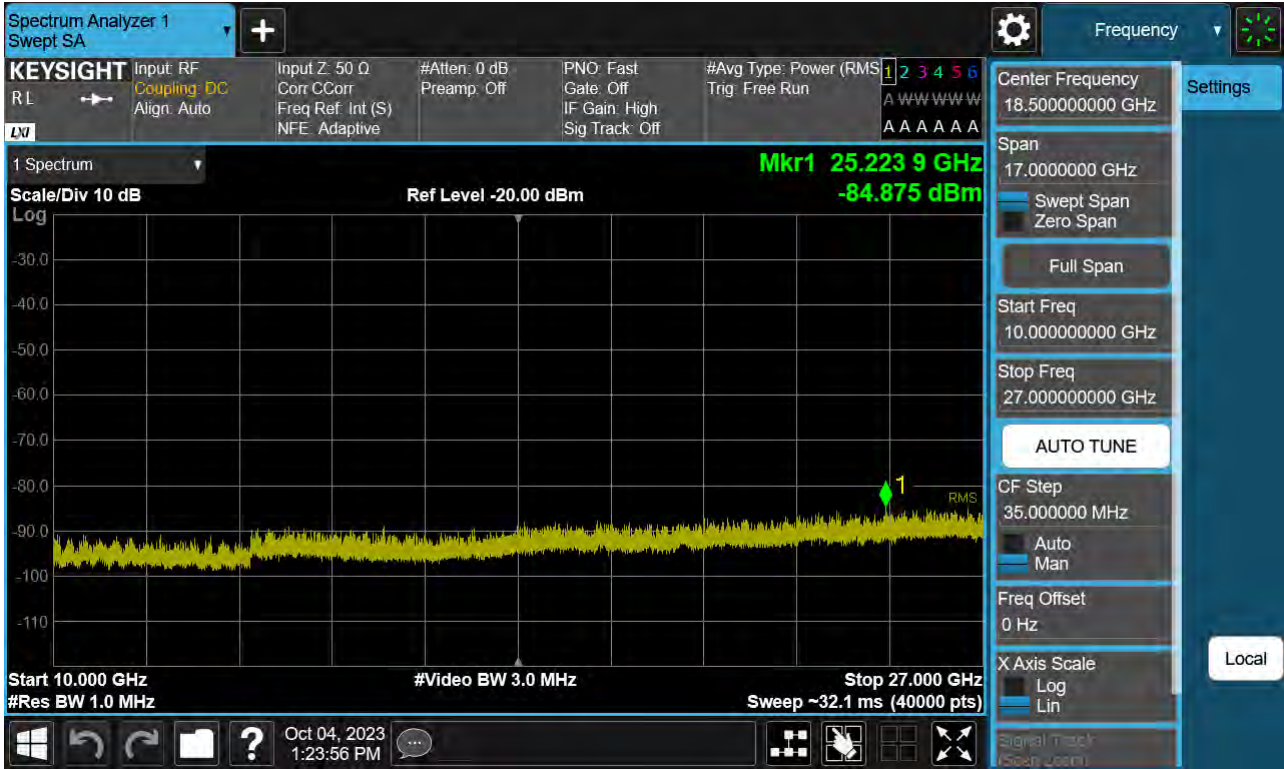 Spectrum Analyzer 1
Swept SA
+
Frequency
KEYSIGHT
R L
LXI
Input: RF
Coupling: DC
Align: Auto
Input Z: 50 Ω
Corr CCorr
Freq Ref: Int (S)
NFE: Adaptive
#Atten: 0 dB
Preamp: Off
PNO: Fast
Gate: Off
IF Gain: High
Sig Track: Off
#Avg Type: Power (RMS
Trig: Free Run
1 2 3 4 5 6
A W W W W W
A A A A A A
1 Spectrum
Scale/Div 10 dB
Log
Ref Level -20.00 dBm
Mkr1 25.223 9 GHz
-84.875 dBm
-30.0
-40.0
-50.0
-60.0
-70.0
-80.0
-90.0
-100
-110
1
RMS
Start 10.000 GHz
#Res BW 1.0 MHz
#Video BW 3.0 MHz
Stop 27.000 GHz
Sweep ~32.1 ms (40000 pts)
Center Frequency
18.500000000 GHz
Span
17.0000000 GHz
Swept Span
Zero Span
Full Span
Start Freq
10.000000000 GHz
Stop Freq
27.000000000 GHz
AUTO TUNE
CF Step
35.000000 MHz
Auto
Man
Freq Offset
0 Hz
X Axis Scale
Log
Lin
Signal Track
(Span Zoom)
Settings
Local
?
Oct 04, 2023
1:23:56 PM